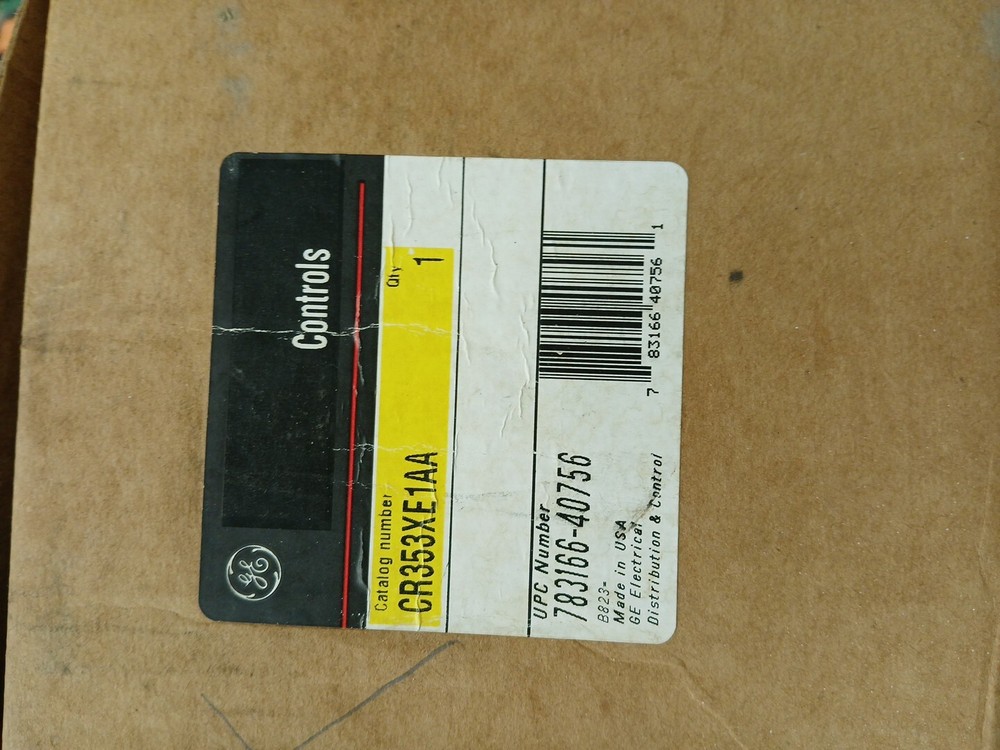 GE
Controls
Catalog number Qty
CR353XE1AA 1
UPC Number
783166-40756
B823-
Made in USA
GE Electrical
Distribution & Control
7 83166 40756 1